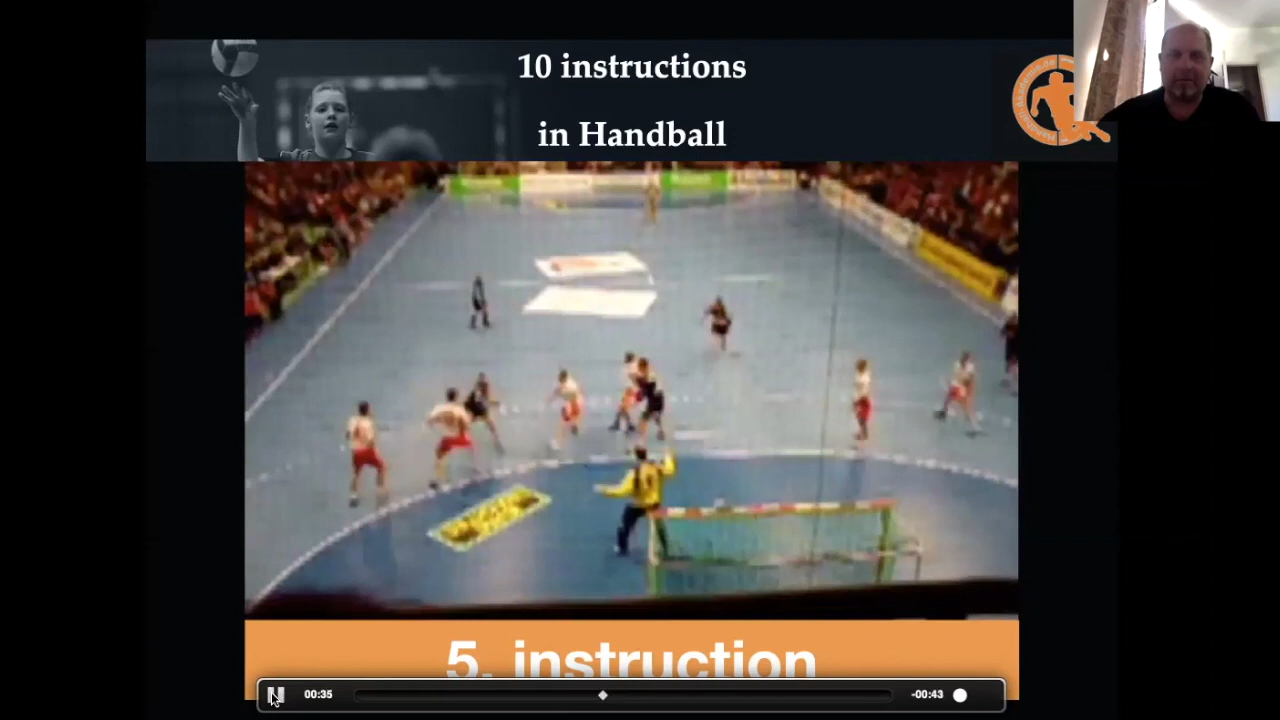 10 instructions
in Handball
5. instruction
00:35
-00:43